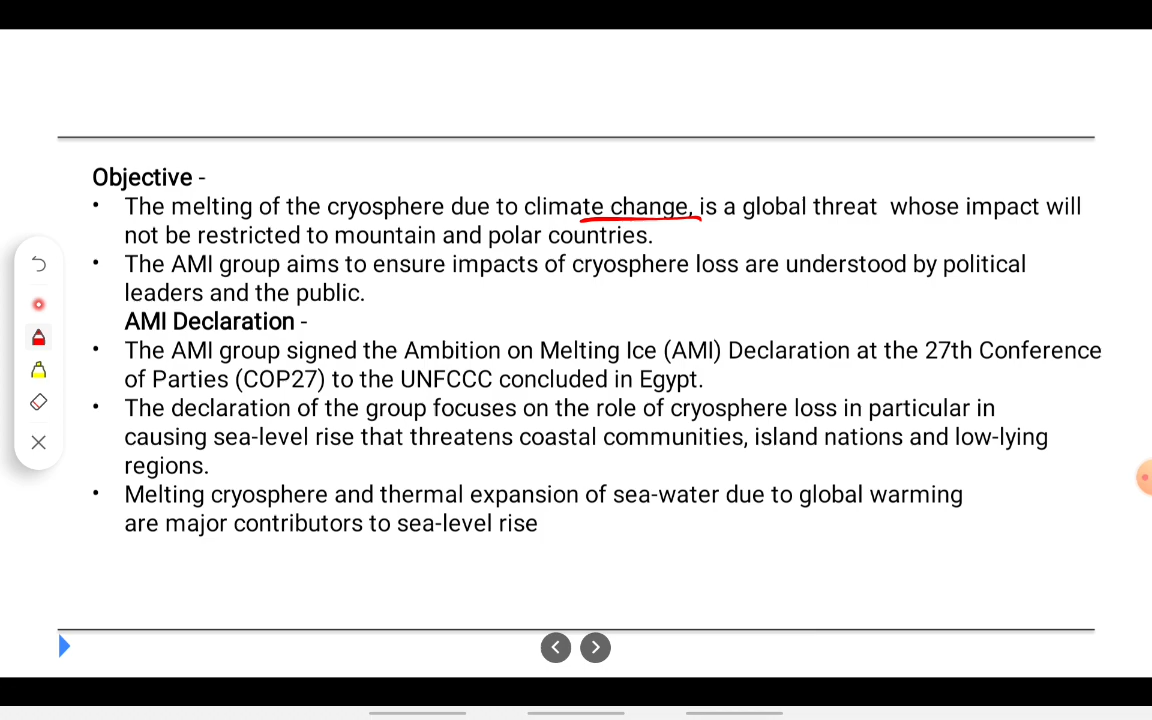 Objective -
• The melting of the cryosphere due to climate change, is a global threat whose impact will
not be restricted to mountain and polar countries.
• The AMI group aims to ensure impacts of cryosphere loss are understood by political
leaders and the public.
AMI Declaration -
• The AMI group signed the Ambition on Melting Ice (AMI) Declaration at the 27th Conference
of Parties (COP27) to the UNFCCC concluded in Egypt.
• The declaration of the group focuses on the role of cryosphere loss in particular in
causing sea-level rise that threatens coastal communities, island nations and low-lying
regions.
• Melting cryosphere and thermal expansion of sea-water due to global warming
are major contributors to sea-level rise